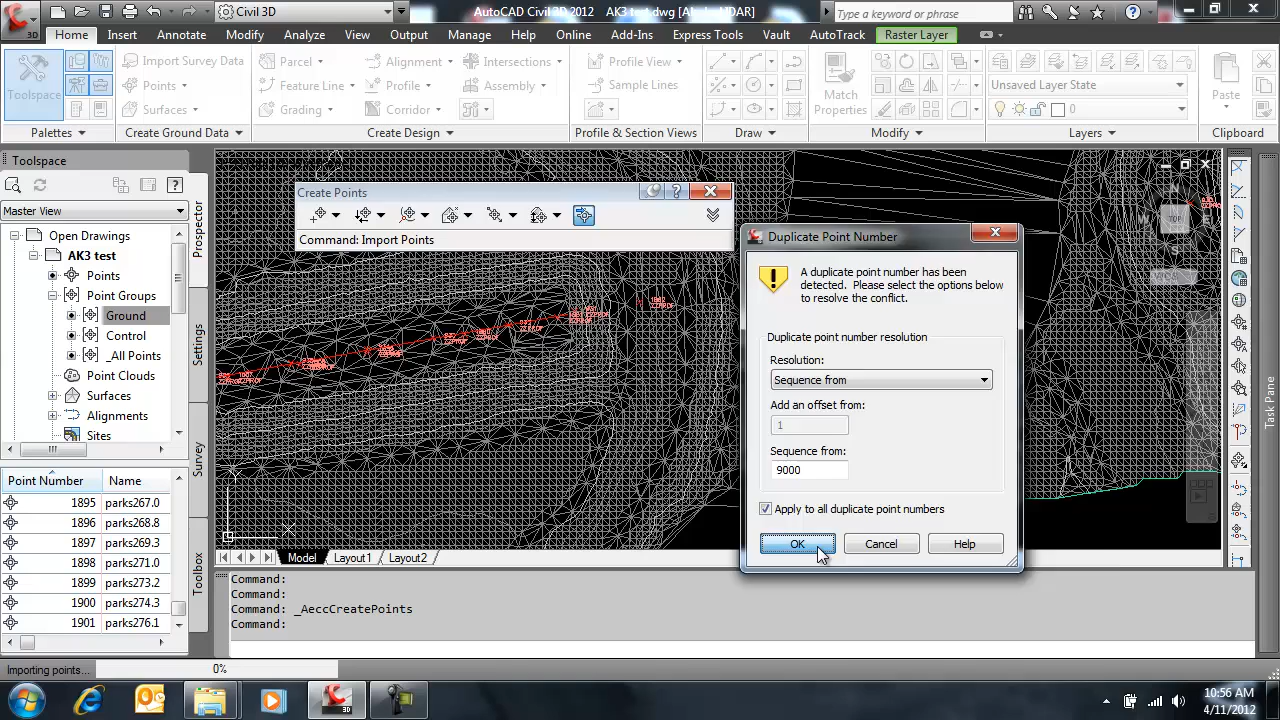 Civil 3D
AutoCAD Civil 3D 2012 AK3 test.dwg
Type a keyword or phrase
3D
Home Insert Annotate Modify Analyze View Output Manage Help Online Add-Ins Express Tools Vault AutoTrack Raster Layer
Toolspace
Import Survey Data
Points
Surfaces
Parcel
Feature Line
Grading
Alignment
Profile
Corridor
Intersections
Assembly
Profile View
Sample Lines
Match
Properties
Unsaved Layer State
0
Paste
Palettes Create Ground Data Create Design Profile & Section Views Draw Modify Layers Clipboard
Toolspace
Master View
Open Drawings
AK3 test
Points
Point Groups
Ground
Control
_All Points
Point Clouds
Surfaces
Alignments
Sites
Prospector
Settings
Survey
Toolbox
Point Number Name
1895 parks267.0
1896 parks268.8
1897 parks269.3
1898 parks271.0
1899 parks273.2
1900 parks274.3
1901 parks276.1
Create Points
Command: Import Points
TOP
W
S
Duplicate Point Number
A duplicate point number has been
detected. Please select the options below
to resolve the conflict.
Duplicate point number resolution
Resolution:
Sequence from
Add an offset from:
1
Sequence from:
9000
Apply to all duplicate point numbers
OK Cancel Help
Task Pane
Model Layout1 Layout2
Command:
Command:
Command: _AeccCreatePoints
Command:
Importing points... 0%
10:56 AM
4/11/2012